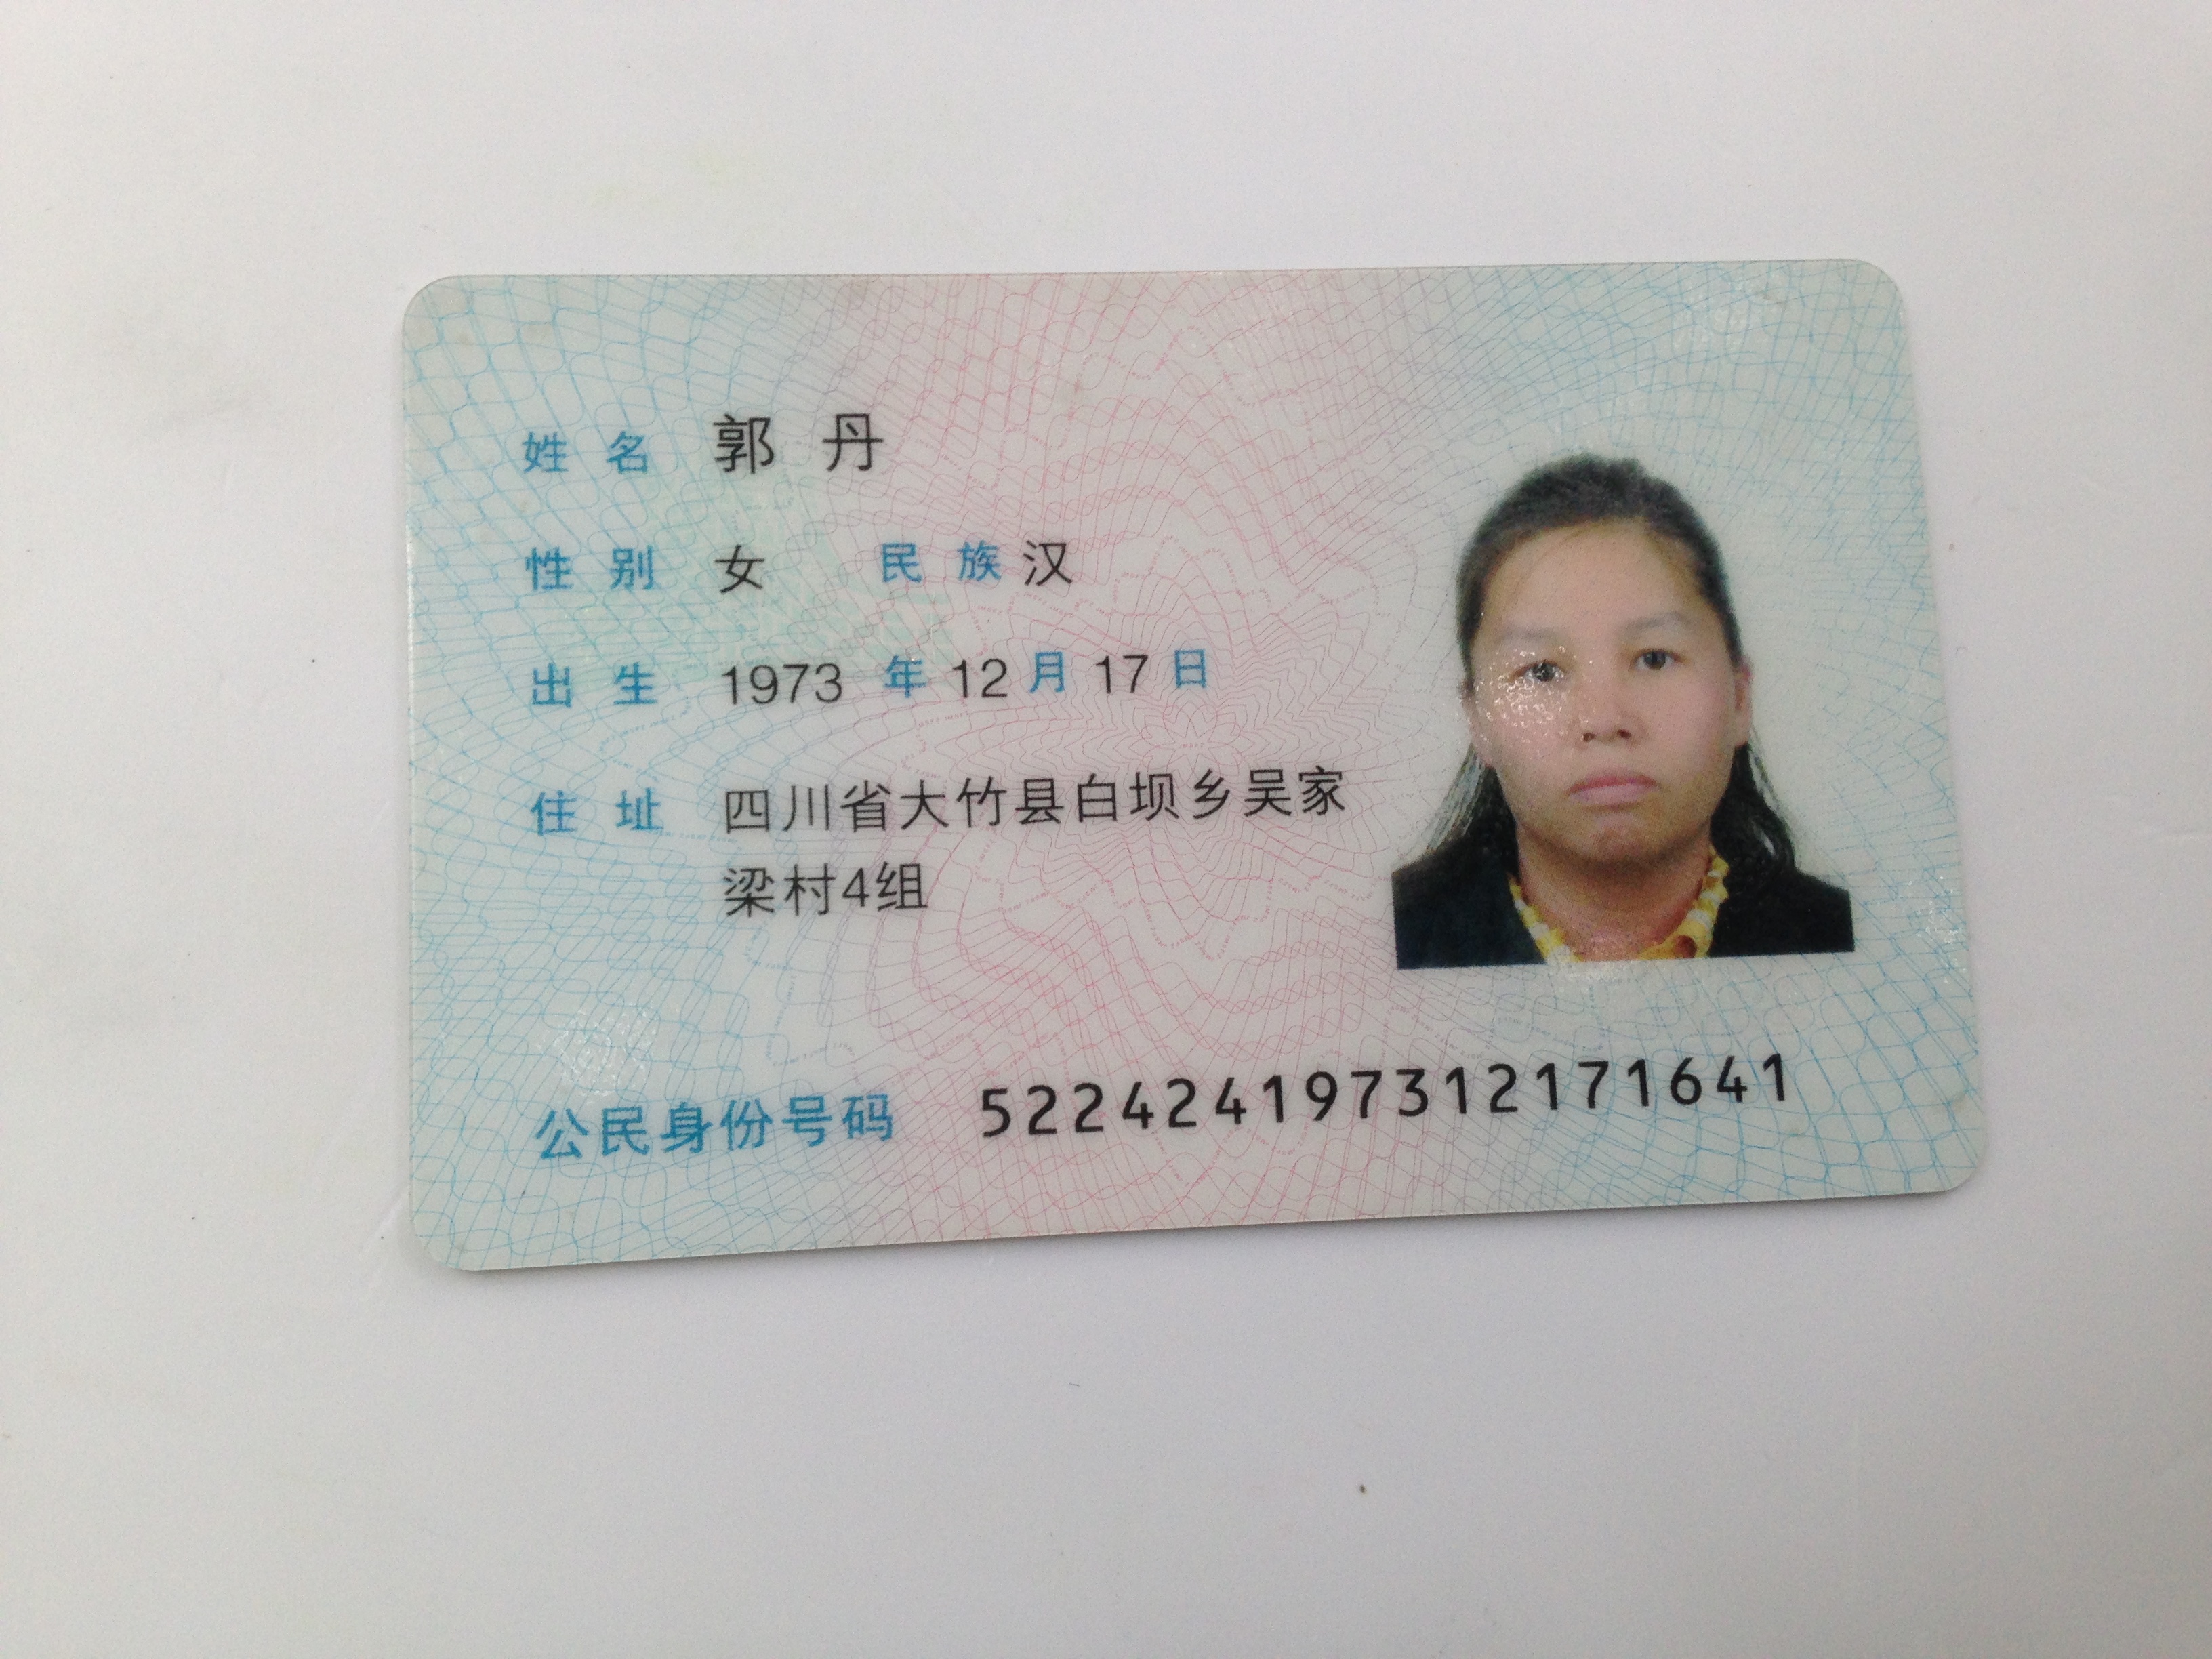 姓名 郭丹
性别 女 民族 汉
出生 1973 年 12 月 17 日
住址 四川省大竹县白坝乡吴家
梁村4组
公民身份号码 522424197312171641